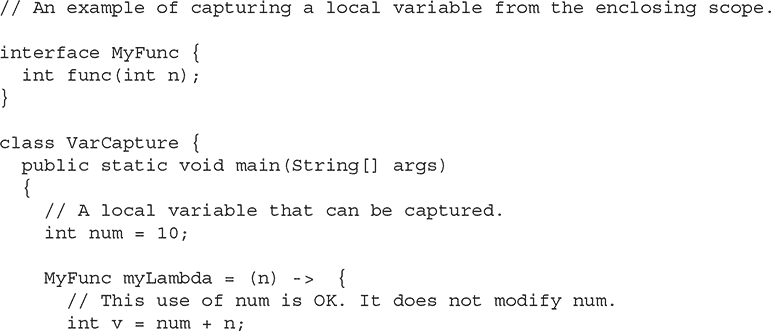 // An example of capturing a local variable from the enclosing scope.
interface MyFunc {
int func(int n);
}
class VarCapture {
public static void main(String[] args)
{
// A local variable that can be captured.
int num = 10;
MyFunc myLambda = (n) -> {
// This use of num is OK. It does not modify num.
int v = num + n;